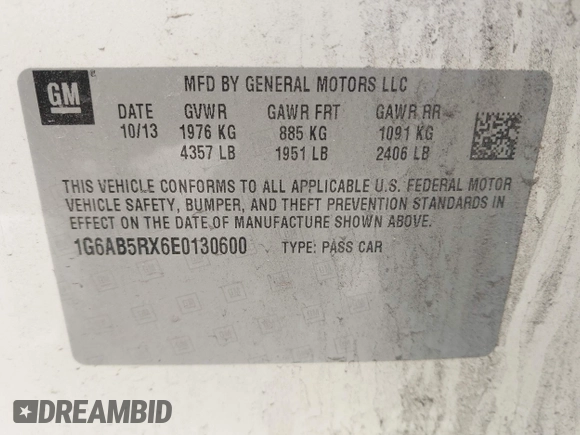 GM
MFD BY GENERAL MOTORS LLC
DATE GVWR GAWR FRT GAWR RR
10/13 1976 KG 885 KG 1091 KG
4357 LB 1951 LB 2406 LB
THIS VEHICLE CONFORMS TO ALL APPLICABLE U.S. FEDERAL MOTOR
VEHICLE SAFETY, BUMPER, AND THEFT PREVENTION STANDARDS IN
EFFECT ON THE DATE OF MANUFACTURE SHOWN ABOVE.
1G6AB5RX6E0130600 TYPE: PASS CAR
DREAMBID